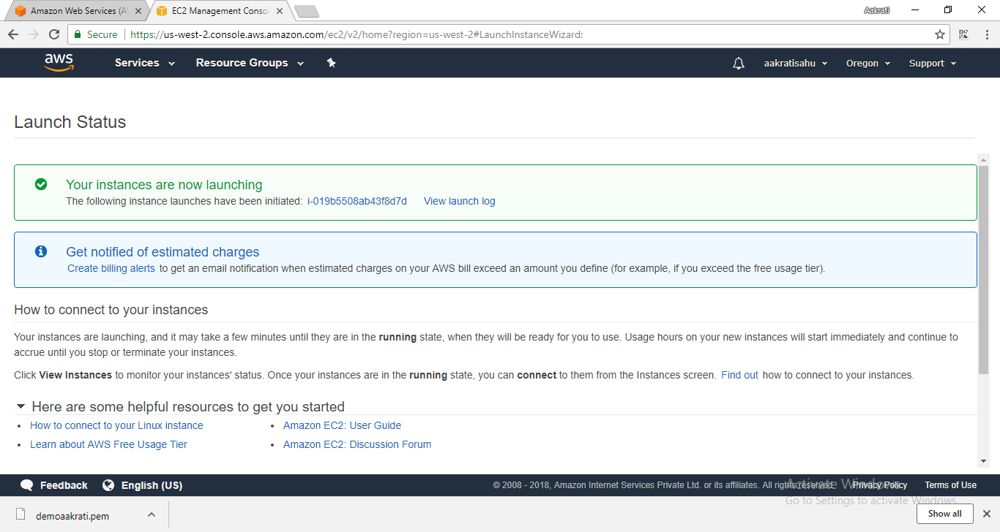 Amazon Web Services (A
EC2 Management Conso
Aakrati
Secure
https://us-west-2.console.aws.amazon.com/ec2/v2/home?region=us-west-2#LaunchInstanceWizard:
aws
Services
Resource Groups
aakratisahu
Oregon
Support
Launch Status
Your instances are now launching
The following instance launches have been initiated: i-019b5508ab43f8d7d View launch log
Get notified of estimated charges
Create billing alerts to get an email notification when estimated charges on your AWS bill exceed an amount you define (for example, if you exceed the free usage tier).
How to connect to your instances
Your instances are launching, and it may take a few minutes until they are in the running state, when they will be ready for you to use. Usage hours on your new instances will start immediately and continue to
accrue until you stop or terminate your instances.
Click View Instances to monitor your instances' status. Once your instances are in the running state, you can connect to them from the Instances screen. Find out how to connect to your instances.
Here are some helpful resources to get you started
• How to connect to your Linux instance
• Amazon EC2: User Guide
• Learn about AWS Free Usage Tier
• Amazon EC2: Discussion Forum
Feedback
English (US)
© 2008 - 2018, Amazon Internet Services Private Ltd. or its affiliates. All rights reserved.
Privacy Policy
Terms of Use
Activate Windows
Go to Settings to activate Windows.
demoaakrati.pem
Show all